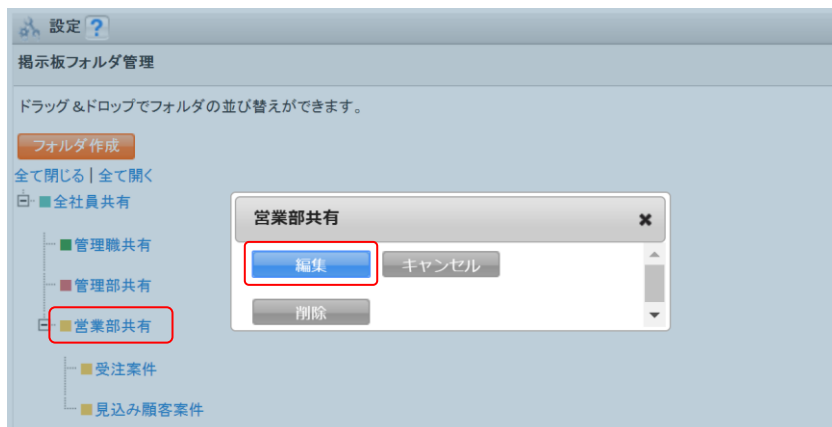 設定 ?
掲示板フォルダ管理
ドラッグ&ドロップでフォルダの並び替えができます。
フォルダ作成
全て閉じる | 全て開く
全社員共有
管理職共有
管理部共有
営業部共有
受注案件
見込み顧客案件
営業部共有
編集 キャンセル
削除